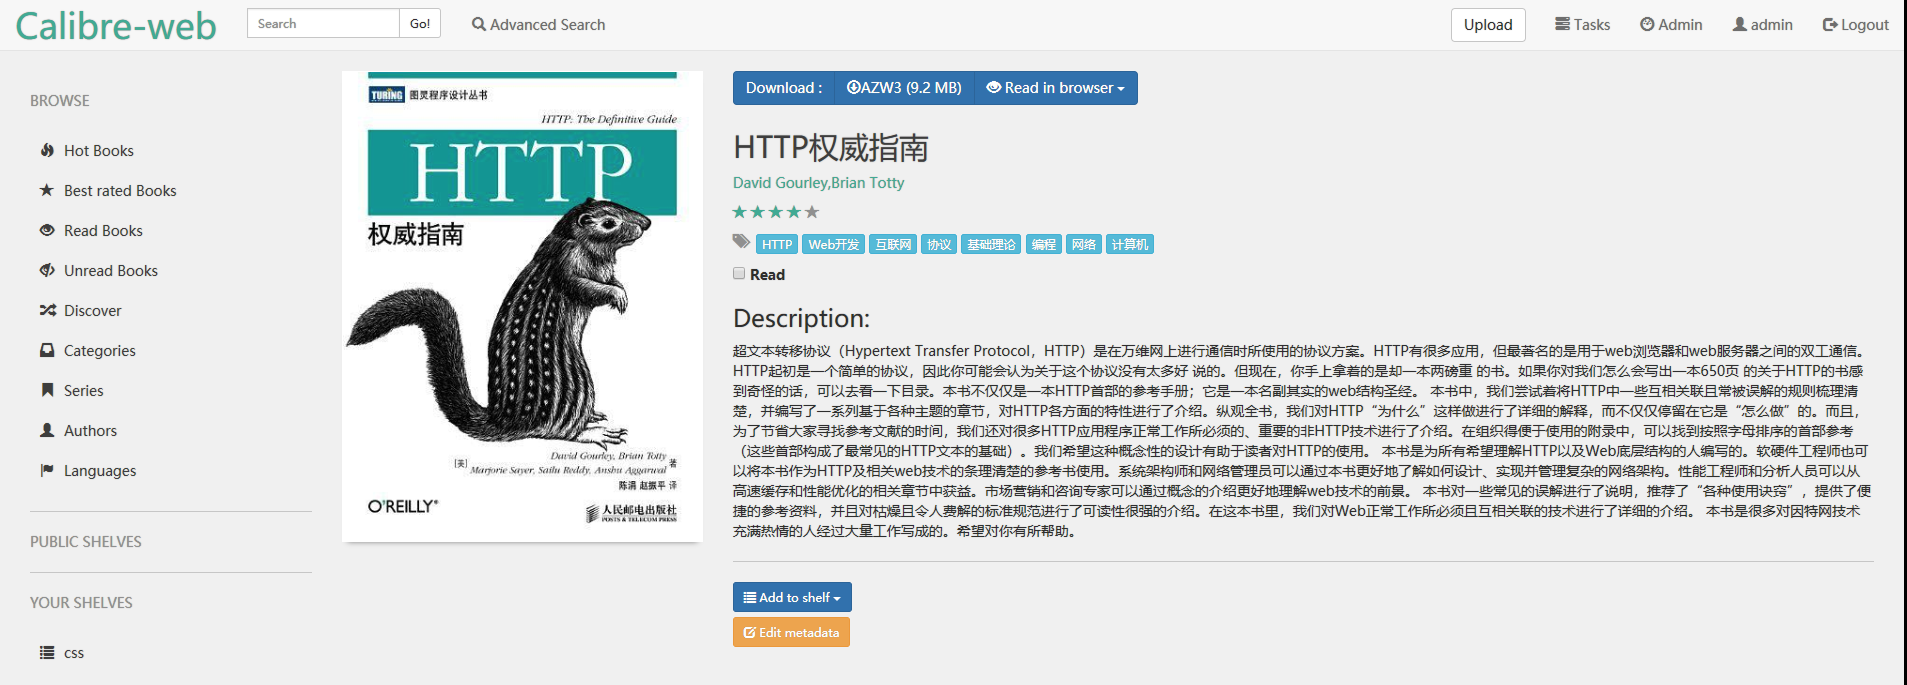 Calibre-web
Search
Go!
Advanced Search
Upload
Tasks
Admin
admin
Logout
BROWSE
Hot Books
Best rated Books
Read Books
Unread Books
Discover
Categories
Series
Authors
Languages
PUBLIC SHELVES
YOUR SHELVES
css
TURING 图灵程序设计丛书
HTTP: The Definitive Guide
HTTP
权威指南
David Gourley, Brian Totty
[美] Marjorie Sayer, Sailu Reddy, Anshu Aggarwal 著
陈涓 赵振平 译
O'REILLY®
人民邮电出版社
POSTS & TELECOM PRESS
Download :
AZW3 (9.2 MB)
Read in browser
HTTP权威指南
David Gourley,Brian Totty
HTTP Web开发 互联网 协议 基础理论 编程 网络 计算机
Read
Description:
超文本转移协议（Hypertext Transfer Protocol，HTTP）是在万维网上进行通信时所使用的协议方案。HTTP有很多应用，但最著名的是用于web浏览器和web服务器之间的双工通信。
HTTP起初是一个简单的协议，因此你可能会认为关于这个协议没有太多好 说的。但现在，你手上拿着的是却一本两磅重 的书。如果你对我们怎么会写出一本650页 的关于HTTP的书感
到奇怪的话，可以去看一下目录。本书不仅仅是一本HTTP首部的参考手册；它是一本名副其实的web结构圣经。 本书中，我们尝试着将HTTP中一些互相关联且常被误解的规则梳理清
楚，并编写了一系列基于各种主题的章节，对HTTP各方面的特性进行了介绍。纵观全书，我们对HTTP“为什么”这样做进行了详细的解释，而不仅仅停留在它是“怎么做”的。而且，
为了节省大家寻找参考文献的时间，我们还对很多HTTP应用程序正常工作所必须的、重要的非HTTP技术进行了介绍。在组织得便于使用的附录中，可以找到按照字母排序的首部参考
（这些首部构成了最常见的HTTP文本的基础）。我们希望这种概念性的设计有助于读者对HTTP的使用。 本书是为所有希望理解HTTP以及Web底层结构的人编写的。软硬件工程师也可
以将本书作为HTTP及相关web技术的条理清楚的参考书使用。系统架构师和网络管理员可以通过本书更好地了解如何设计、实现并管理复杂的网络架构。性能工程师和分析人员可以从
高速缓存和性能优化的相关章节中获益。市场营销和咨询专家可以通过概念的介绍更好地理解web技术的前景。 本书对一些常见的误解进行了说明，推荐了“各种使用诀窍”，提供了便
捷的参考资料，并且对枯燥且令人费解的标准规范进行了可读性很强的介绍。在这本书里，我们对Web正常工作所必须且互相关联的技术进行了详细的介绍。 本书是很多对因特网技术
充满热情的人经过大量工作写成的。希望对你有所帮助。
Add to shelf
Edit metadata